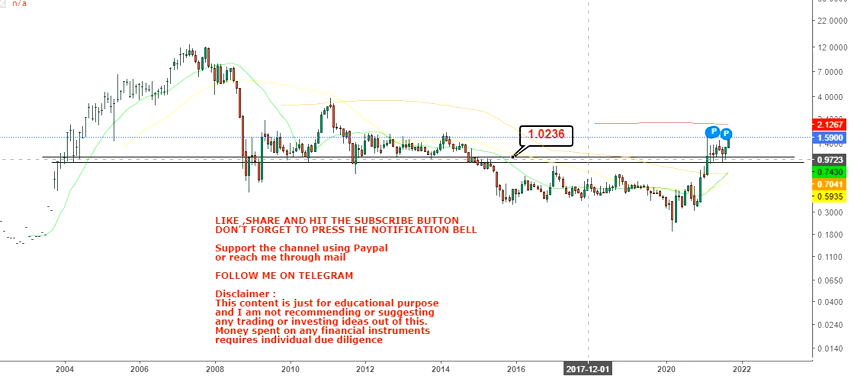 n/a
22.0000
12.0000
7.0000
4.0000
2.1267
1.5900
0.9723
0.7430
0.7041
0.5935
0.3000
0.1800
0.1100
0.0650
0.0400
0.0240
0.0140
P P
1.0236
LIKE ,SHARE AND HIT THE SUBSCRIBE BUTTON
DON'T FORGET TO PRESS THE NOTIFICATION BELL
Support the channel using Paypal
or reach me through mail
FOLLOW ME ON TELEGRAM
Disclaimer :
This content is just for educational purpose
and I am not recommending or suggesting
any trading or investing ideas out of this.
Money spent on any financial instruments
requires individual due diligence
2004 2006 2008 2010 2012 2014 2016 2017-12-01 2020 2022